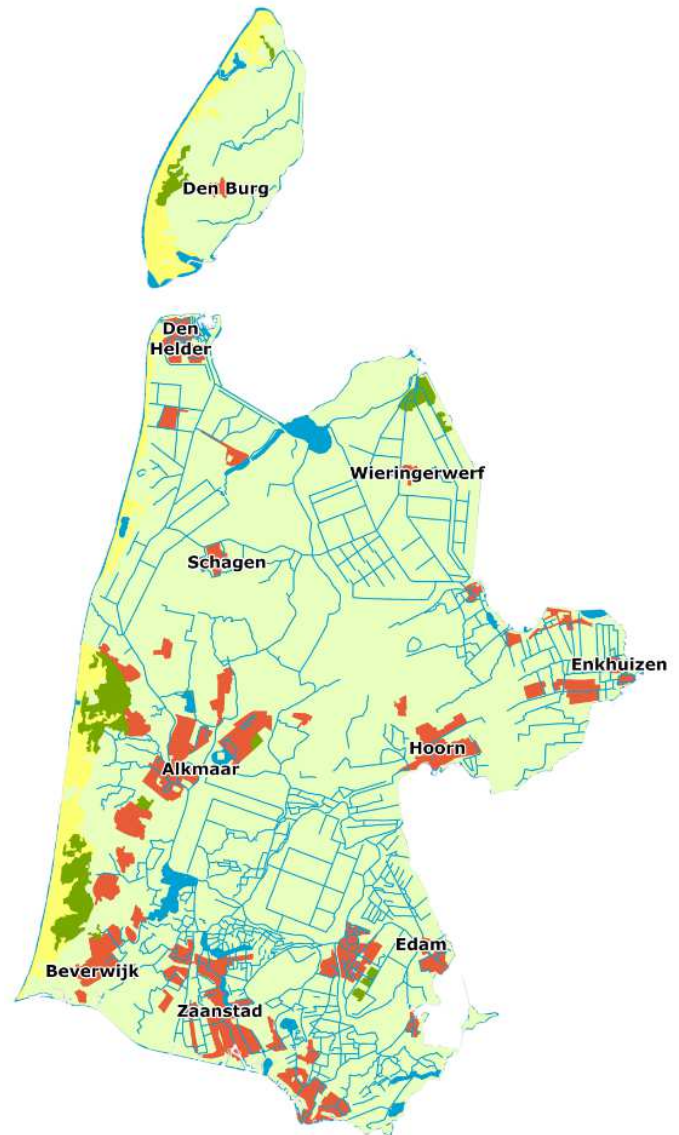 Den Burg
Den
Helder
Wieringerwerf
Schagen
Enkhuizen
Hoorn
Alkmaar
Edam
Beverwijk
Zaanstad